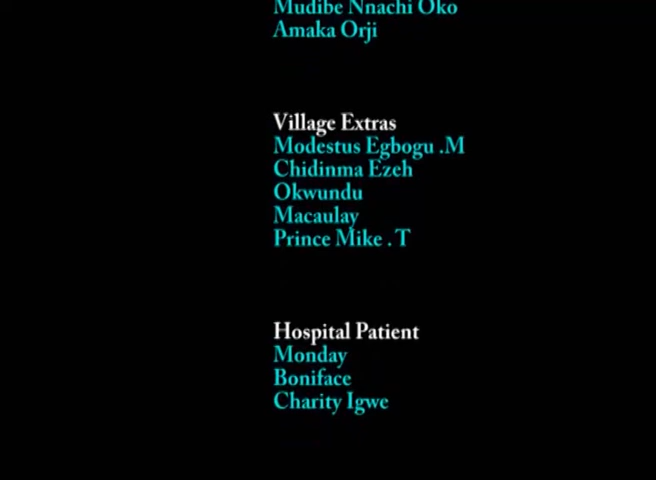 Mudibe Nnachi Oko
Amaka Orji
Village Extras
Modestus Egbogu .M
Chidinma Ezeh
Okwundu
Macaulay
Prince Mike . T
Hospital Patient
Monday
Boniface
Charity Igwe